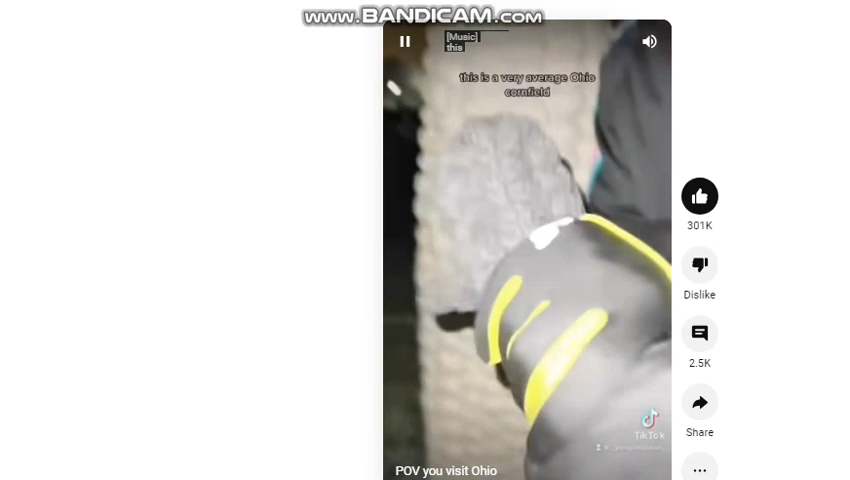 www.BANDICAM.com
[Music]
this
this is a very average Ohio
cornfield
301K
Dislike
2.5K
Share
TikTok
POV you visit Ohio